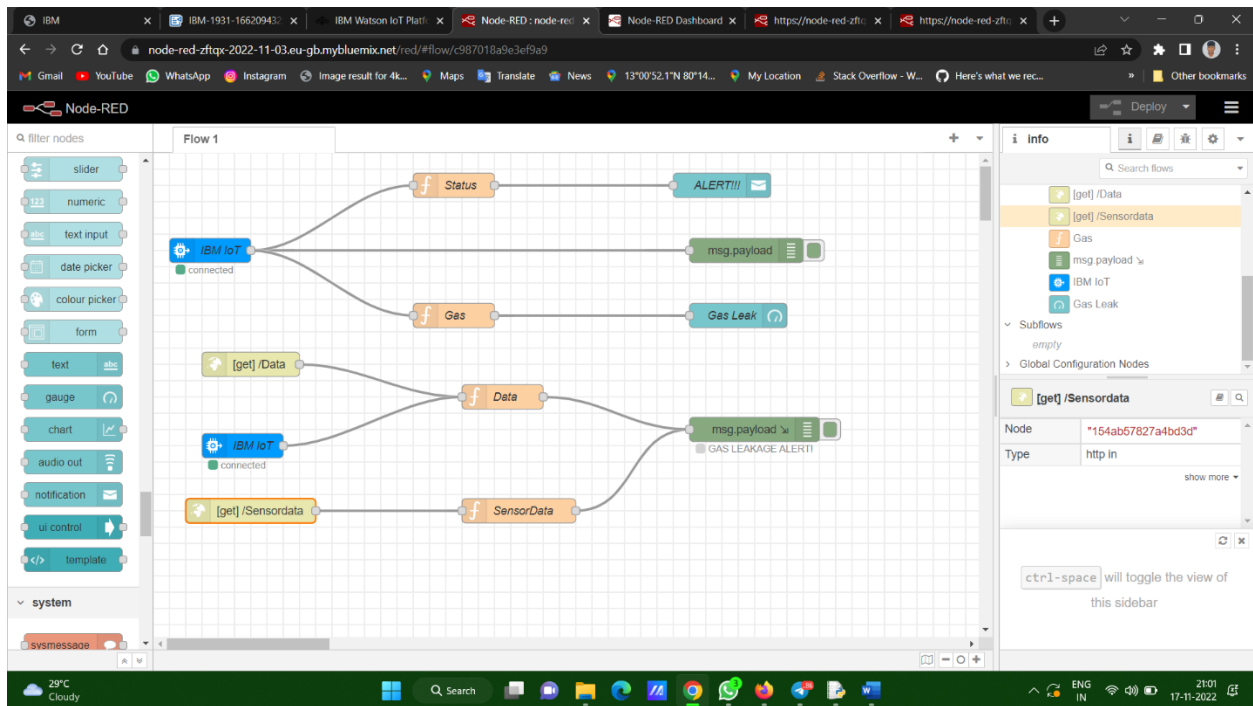 IBM
IBM-1931-166209432
IBM Watson IoT Platfo
Node-RED : node-red
Node-RED Dashboard
https://node-red-zftq
https://node-red-zftq
node-red-zftqx-2022-11-03.eu-gb.mybluemix.net/red/#flow/c987018a9e3ef9a9
Gmail YouTube WhatsApp Instagram Image result for 4k... Maps Translate News 13°00'52.1"N 80°14... My Location Stack Overflow - W... Here's what we rec... » Other bookmarks
Node-RED
Deploy
filter nodes
slider
123 numeric
abc text input
date picker
colour picker
form
text abc
gauge
chart
audio out
notification
ui control
</> template
system
sysmessage
Flow 1
Status
ALERT!!!
IBM IoT
connected
msg.payload
Gas
Gas Leak
[get] /Data
Data
IBM IoT
connected
msg.payload
GAS LEAKAGE ALERT!
[get] /Sensordata
SensorData
i info
i
Search flows
[get] /Data
[get] /Sensordata
Gas
msg.payload
IBM IoT
Gas Leak
Subflows
empty
Global Configuration Nodes
[get] /Sensordata
Node "154ab57827a4bd3d"
Type http in
show more
ctrl-space will toggle the view of
this sidebar
29°C
Cloudy
Search
ENG
IN
21:01
17-11-2022